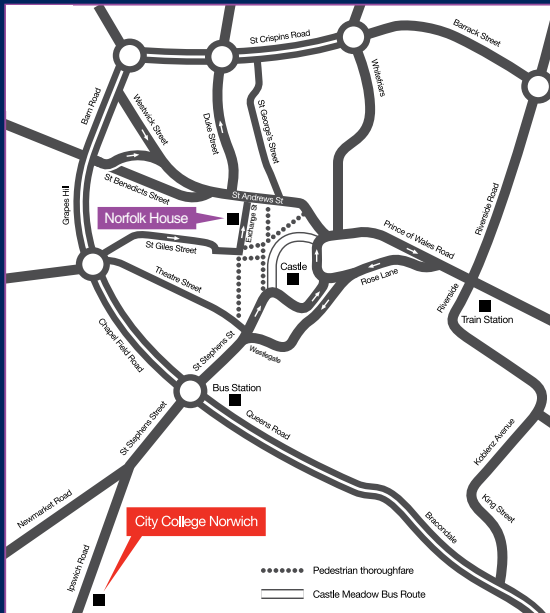 St Crispins Road
Barrack Street
Whitefriars
Barn Road
Westwick Street
Duke Street
St George's Street
Riverside Road
St Benedicts Street
St Andrews St
Grapes Hill
Norfolk House
Exchange St
St Giles Street
Prince of Wales Road
Theatre Street
Castle
Rose Lane
Riverside
Train Station
Chapel Field Road
St Stephens St
Westlegate
Bus Station
St Stephens Street
Queens Road
Koblenz Avenue
Newmarket Road
King Street
City College Norwich
Bracondale
Ipswich Road
Pedestrian thoroughfare
Castle Meadow Bus Route